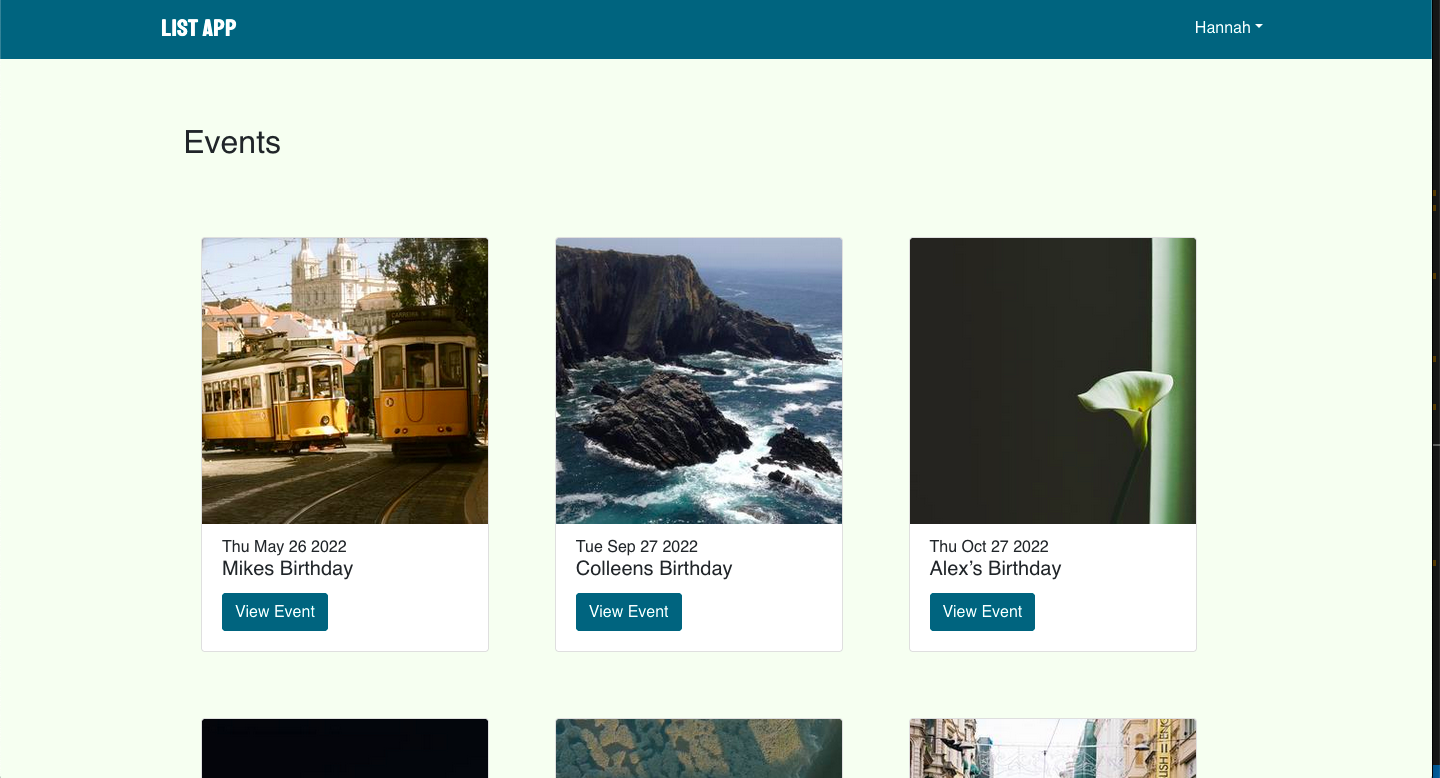 LIST APP
Hannah
Events
CARREIRA
Thu May 26 2022
Mikes Birthday
View Event
Tue Sep 27 2022
Colleens Birthday
View Event
Thu Oct 27 2022
Alex’s Birthday
View Event